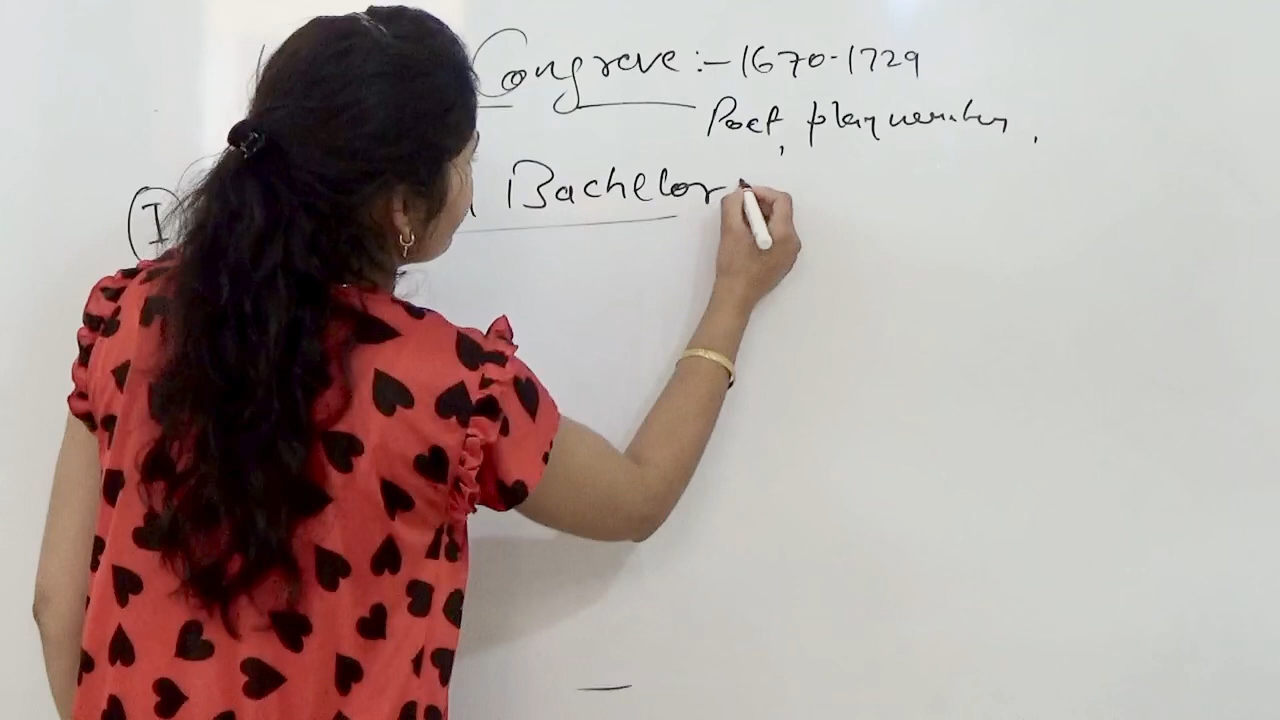 Congreve :- 1670-1729
Poet, playwriter,
(I) Bachelor